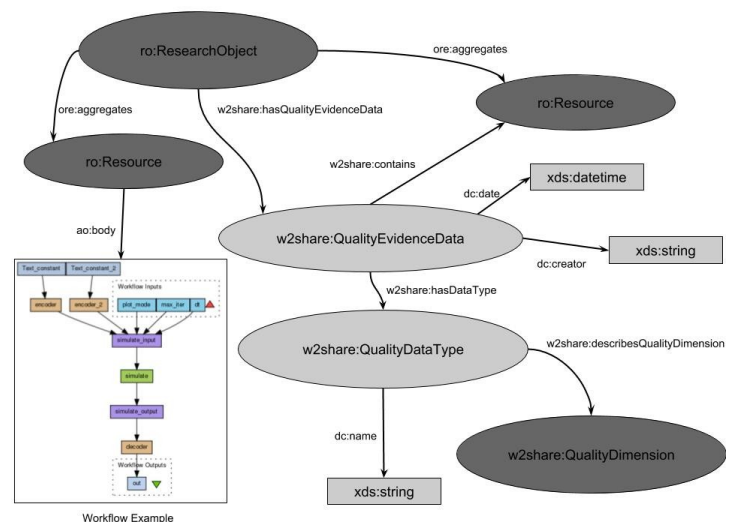 ro:ResearchObject
ore:aggregates
ore:aggregates
ro:Resource
w2share:hasQualityEvidenceData
ro:Resource
w2share:contains
xds:datetime
dc:date
ao:body
w2share:QualityEvidenceData
xds:string
dc:creator
w2share:hasDataType
w2share:QualityDataType
w2share:describesQualityDimension
dc:name
w2share:QualityDimension
xds:string
Text_constant
Text_constant_2
Workflow Inputs
encoder
encoder_2
plot_mode
max_iter
dt
simulate_input
simulate
simulate_output
decoder
Workflow Outputs
out
Workflow Example